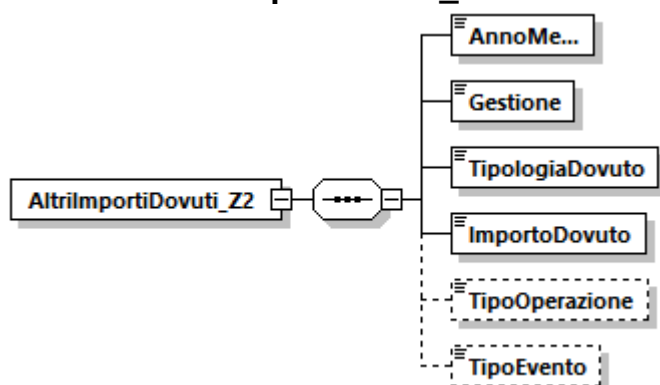 AnnoMe...
Gestione
TipologiaDovuto
AltriImportiDovuti_Z2
ImportoDovuto
TipoOperazione
TipoEvento